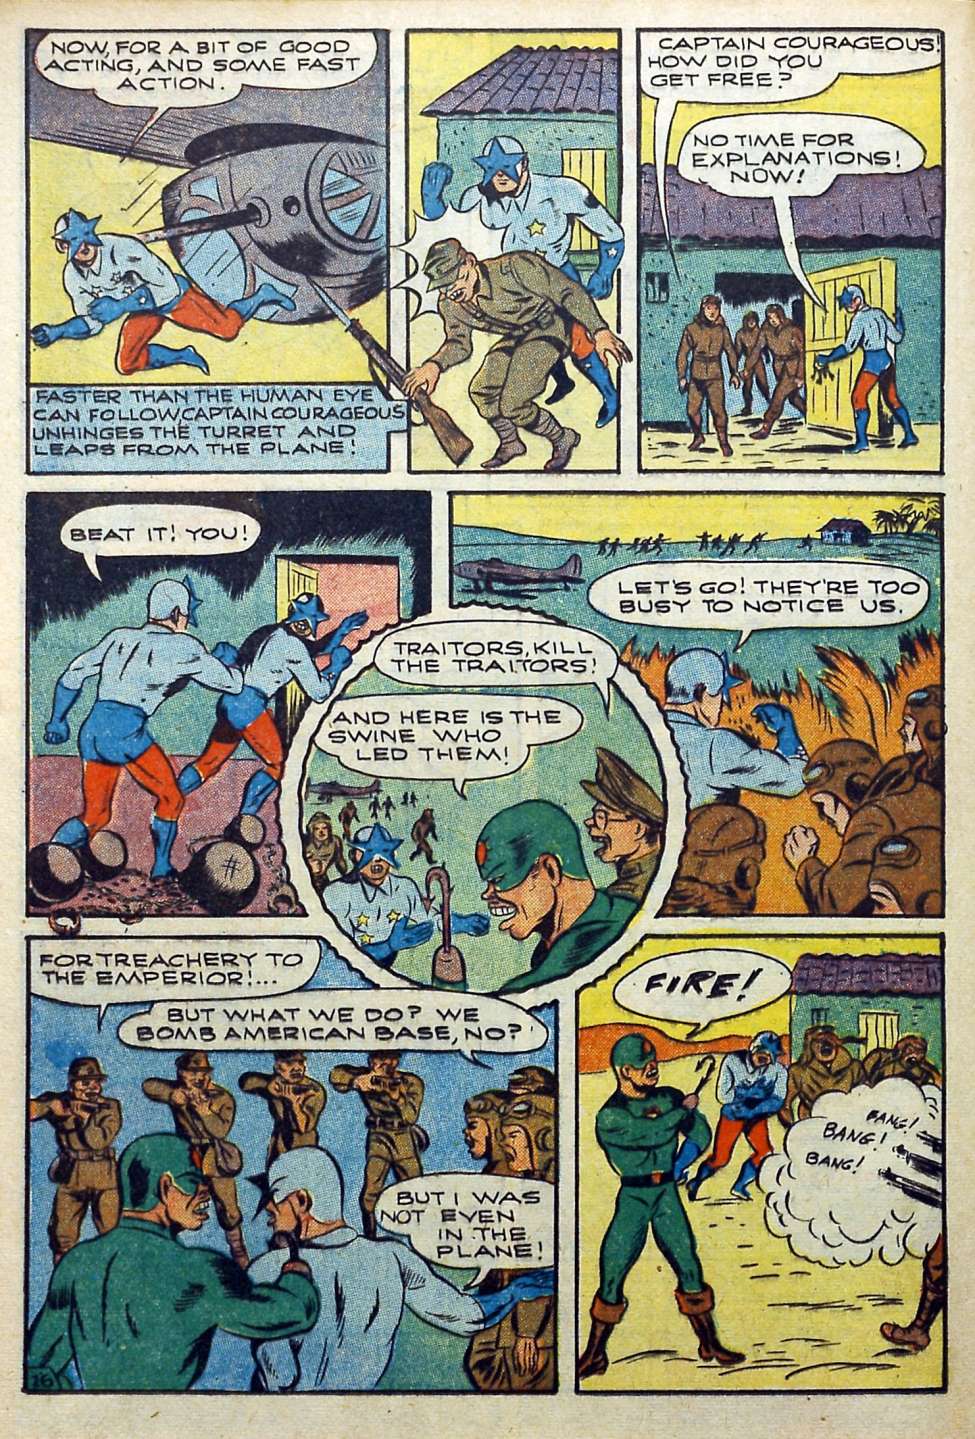 NOW, FOR A BIT OF GOOD
ACTING, AND SOME FAST
ACTION.
FASTER THAN THE HUMAN EYE
CAN FOLLOW, CAPTAIN COURAGEOUS
UNHINGES THE TURRET AND
LEAPS FROM THE PLANE!
CAPTAIN COURAGEOUS!
HOW DID YOU
GET FREE?
NO TIME FOR
EXPLANATIONS!
NOW!
BEAT IT! YOU!
LET'S GO! THEY'RE TOO
BUSY TO NOTICE US.
TRAITORS, KILL
THE TRAITORS!
AND HERE IS THE
SWINE WHO
LED THEM!
FOR TREACHERY TO
THE EMPERIOR!...
BUT WHAT WE DO? WE
BOMB AMERICAN BASE, NO?
BUT I WAS
NOT EVEN
IN THE
PLANE!
16
FIRE!
BANG!
BANG!
BANG!